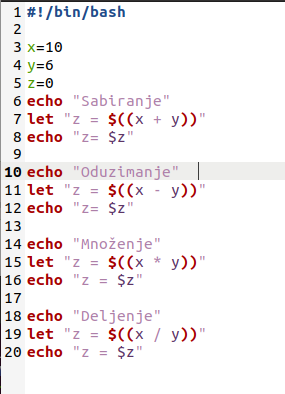 1 #!/bin/bash
2
3 x=10
4 y=6
5 z=0
6 echo "Sabiranje"
7 let "z = $((x + y))"
8 echo "z= $z"
9
10 echo "Oduzimanje"
11 let "z = $((x - y))"
12 echo "z= $z"
13
14 echo "Množenje"
15 let "z = $((x * y))"
16 echo "z = $z"
17
18 echo "Deljenje"
19 let "z = $((x / y))"
20 echo "z = $z"